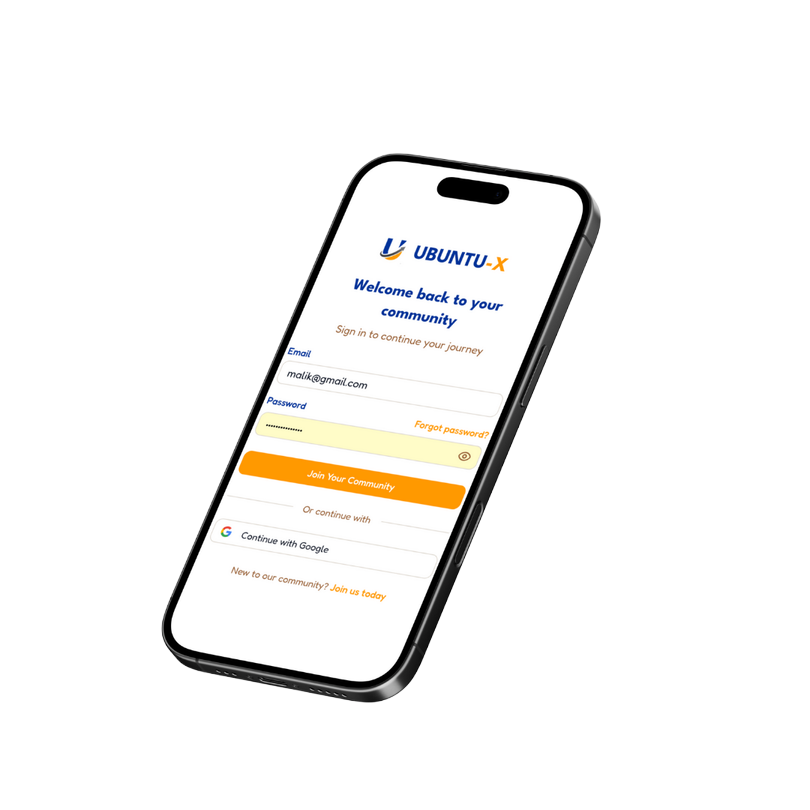 UBUNTU-X
Welcome back to your
community
Sign in to continue your journey
Email
malik@gmail.com
Password
Forgot password?
•••••••••••••••
Join Your Community
Or continue with
Continue with Google
New to our community? Join us today